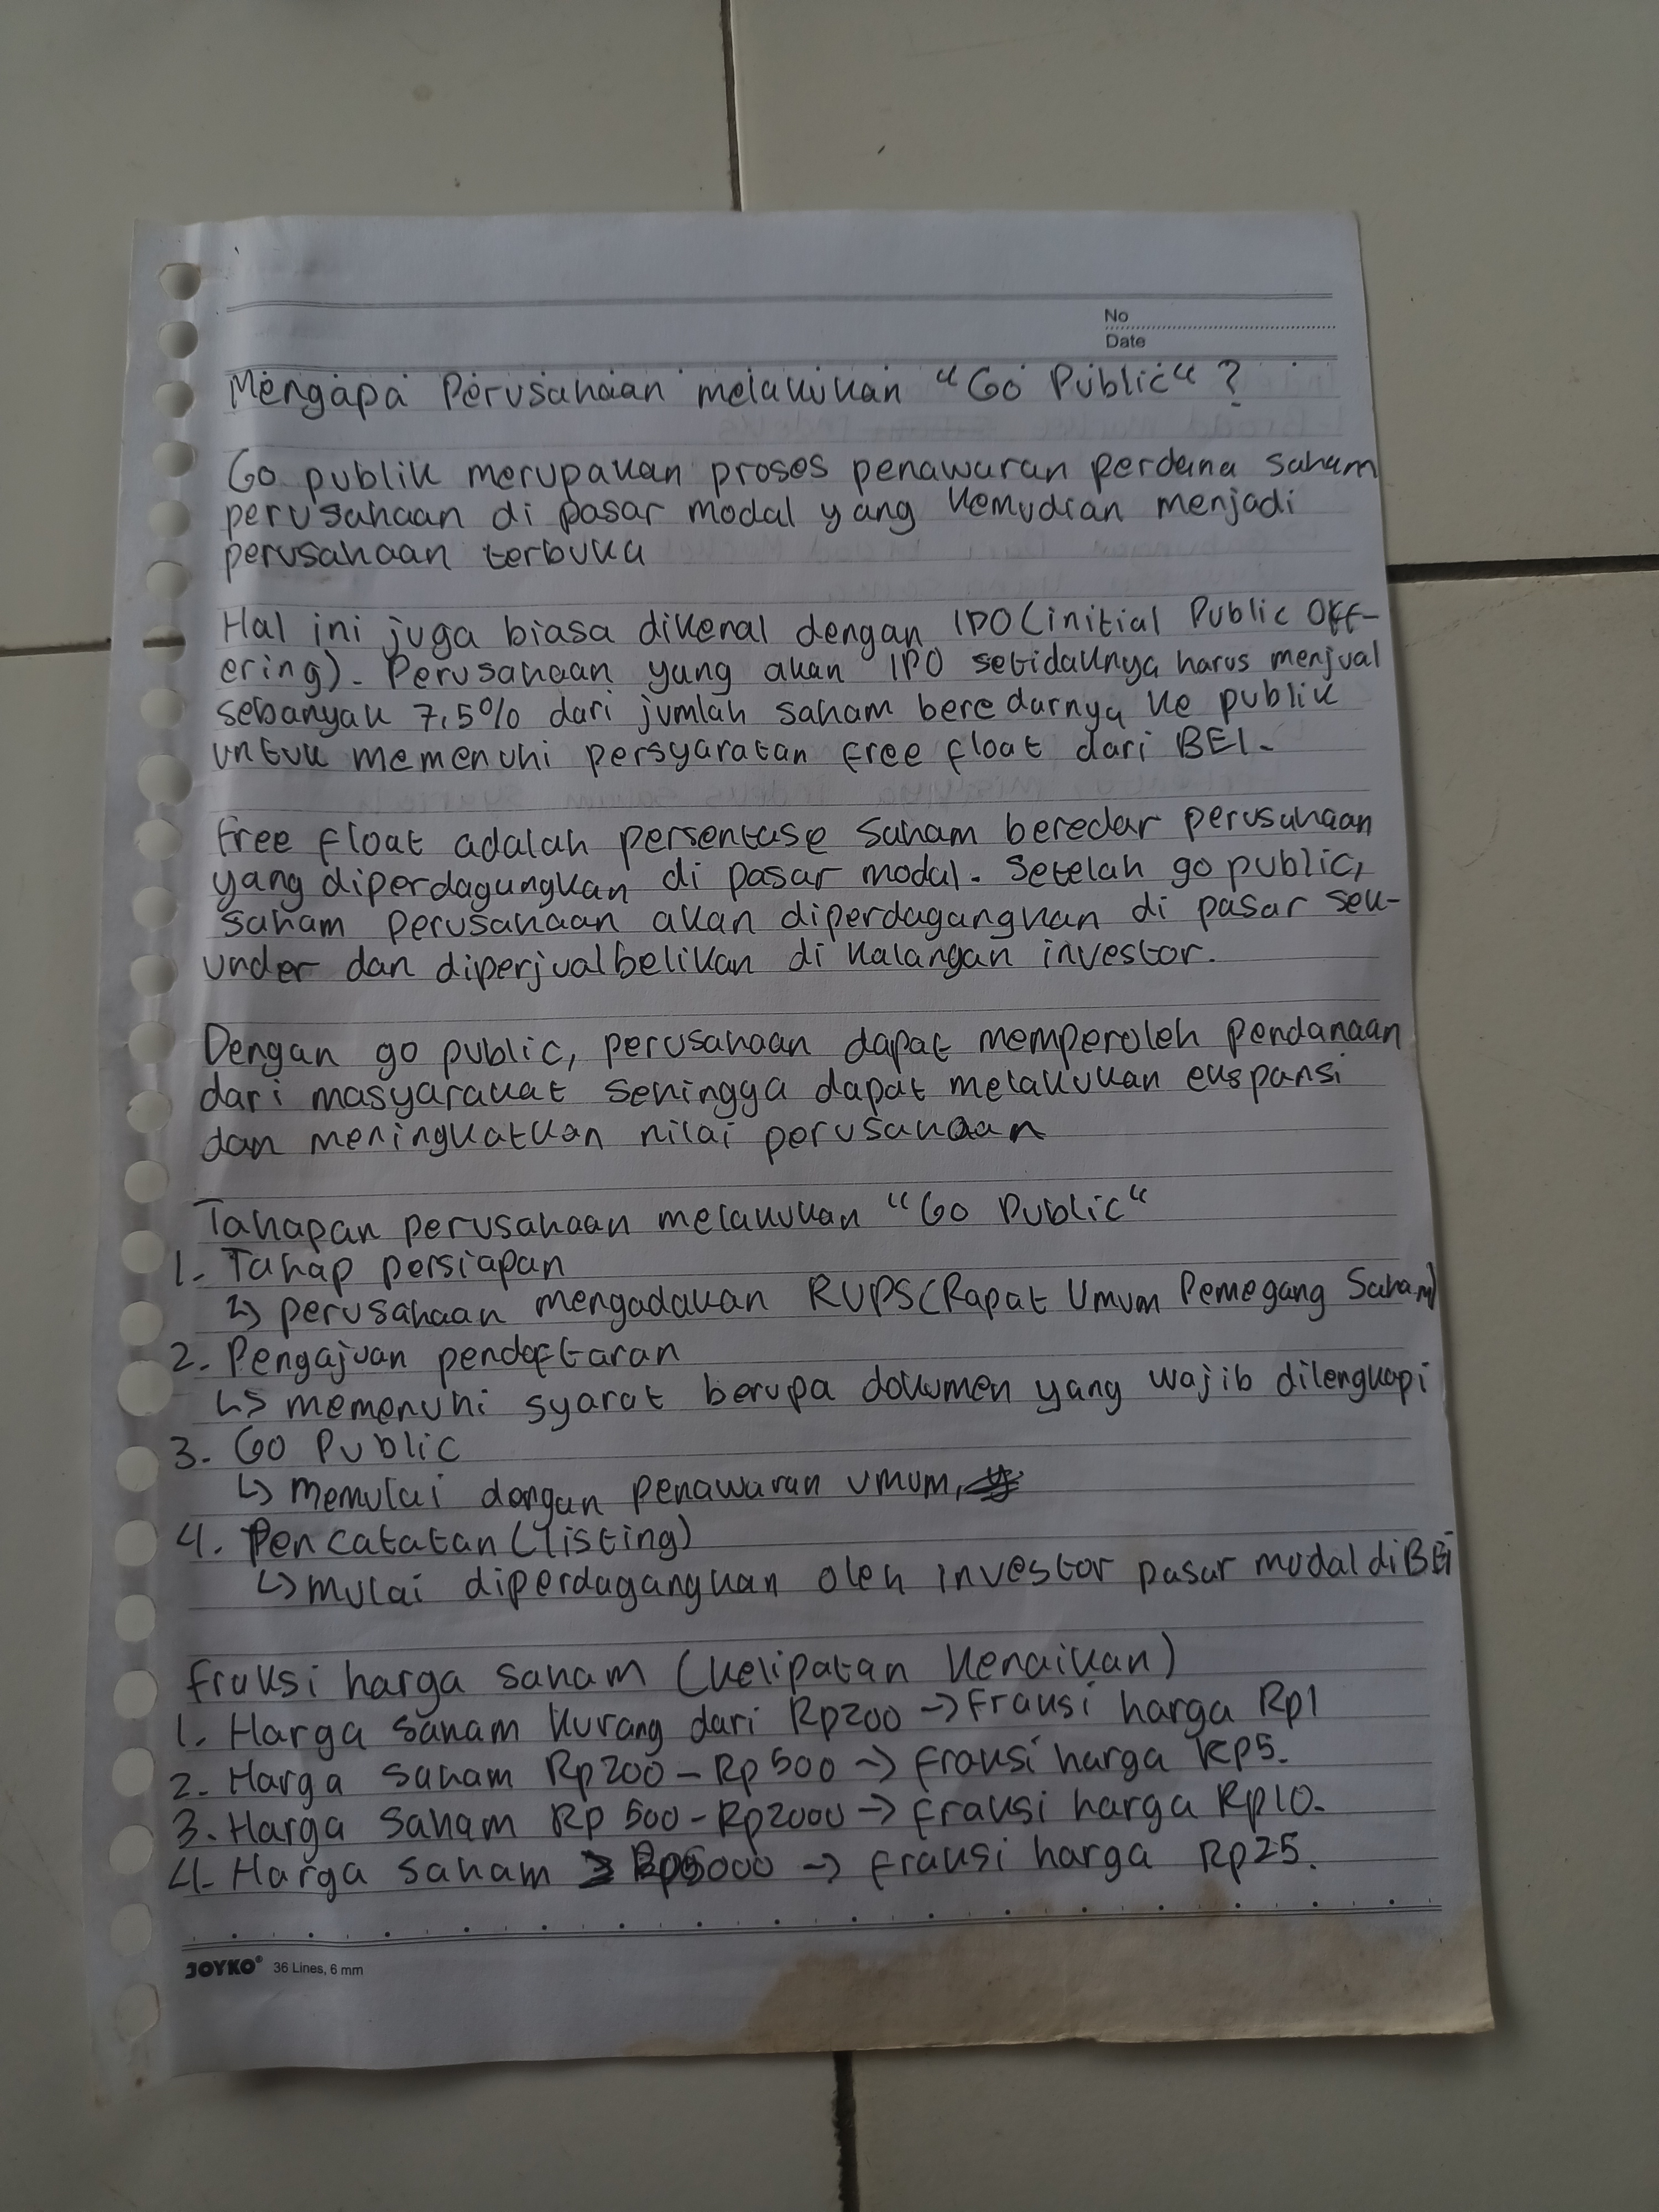 No
Date
Mengapa Perusahaan melakukan “Go Public“ ?
Go publik merupakan proses penawaran perdana saham
perusahaan di pasar modal yang kemudian menjadi
perusahaan terbuka
Hal ini juga biasa dikenal dengan IPO (initial Public Off-
ering). Perusahaan yang akan IPO setidaknya harus menjual
sebanyak 7,5% dari jumlah saham beredarnya ke publik
untuk memenuhi persyaratan free float dari BEI.
Free float adalah persentase saham beredar perusahaan
yang diperdagangkan di pasar modal. Setelah go public,
saham perusahaan akan diperdagangkan di pasar sek-
under dan diperjualbelikan di kalangan investor.
Dengan go public, perusahaan dapat memperoleh pendanaan
dari masyarakat sehingga dapat melakukan ekspansi
dan meningkatkan nilai perusahaan
Tahapan perusahaan melakukan “Go Public“
1. Tahap persiapan
↳ perusahaan mengadakan RUPS (Rapat Umum Pemegang Saham)
2. Pengajuan pendaftaran
↳ memenuhi syarat berupa dokumen yang wajib dilengkapi
3. Go Public
↳ memulai dengan penawaran umum,
4. Pencatatan (listing)
↳ mulai diperdagangkan oleh investor pasar modal di BEI
Fraksi harga saham (kelipatan kenaikan)
1. Harga saham kurang dari Rp200 → Fraksi harga Rp1
2. Harga saham Rp200 – Rp500 → fraksi harga Rp5.
3. Harga saham Rp 500 - Rp2000 → fraksi harga Rp10.
4. Harga saham Rp5000 → fraksi harga Rp25.
JOYKO® 36 Lines, 6 mm